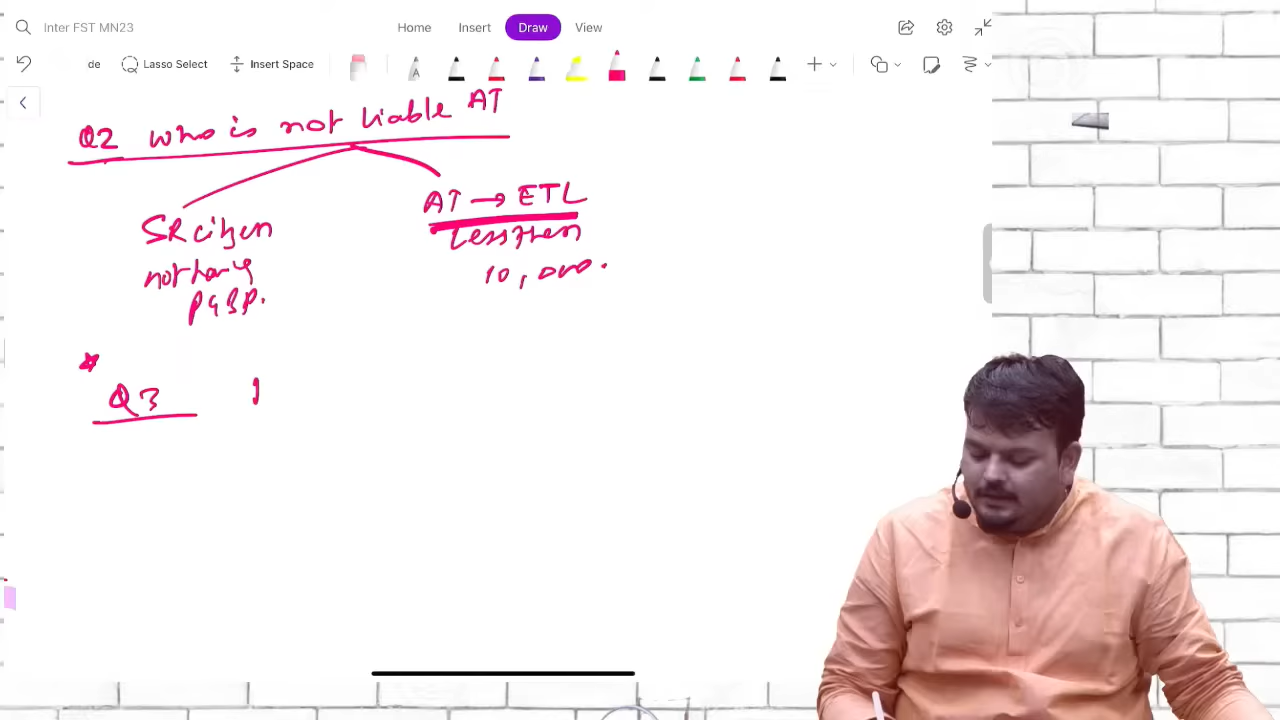 Inter FST MN23
Home Insert Draw View
de Lasso Select Insert Space
Q2 who is not liable AT
SR citizen
not having
PGBP.
AT → ETL
Less then
10,000.
Q3